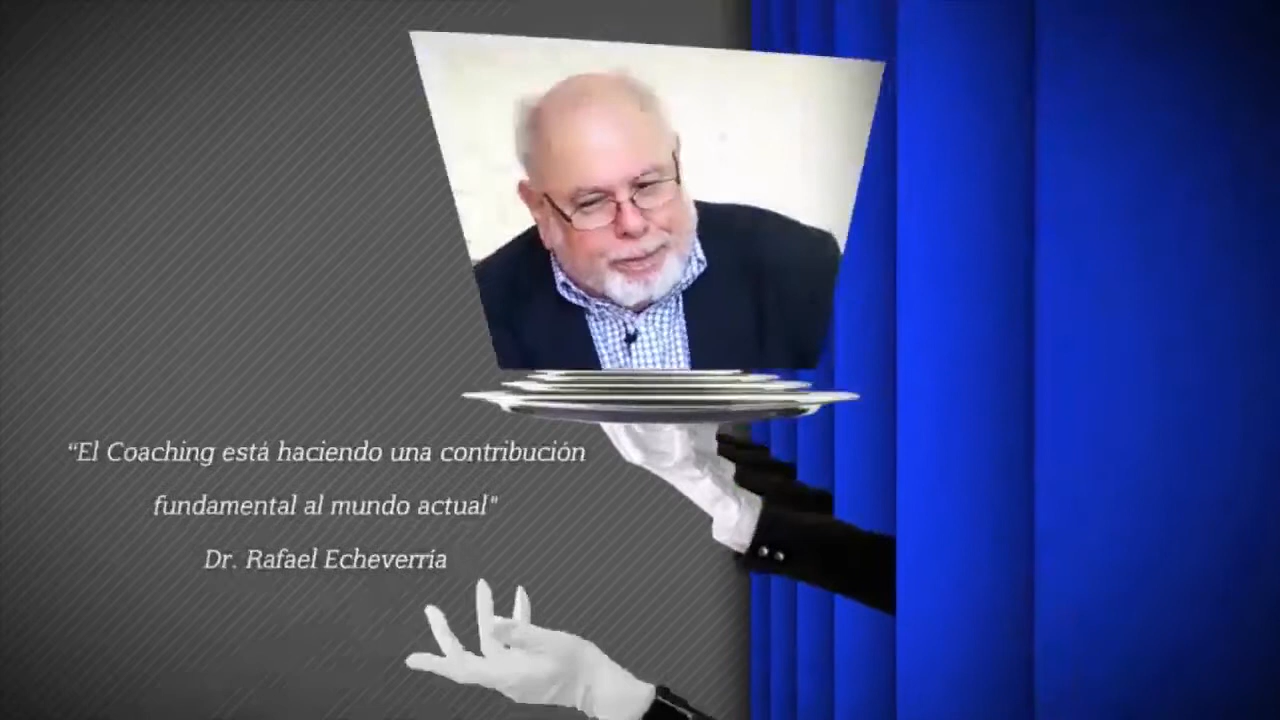 “El Coaching está haciendo una contribución
fundamental al mundo actual"
Dr. Rafael Echeverría